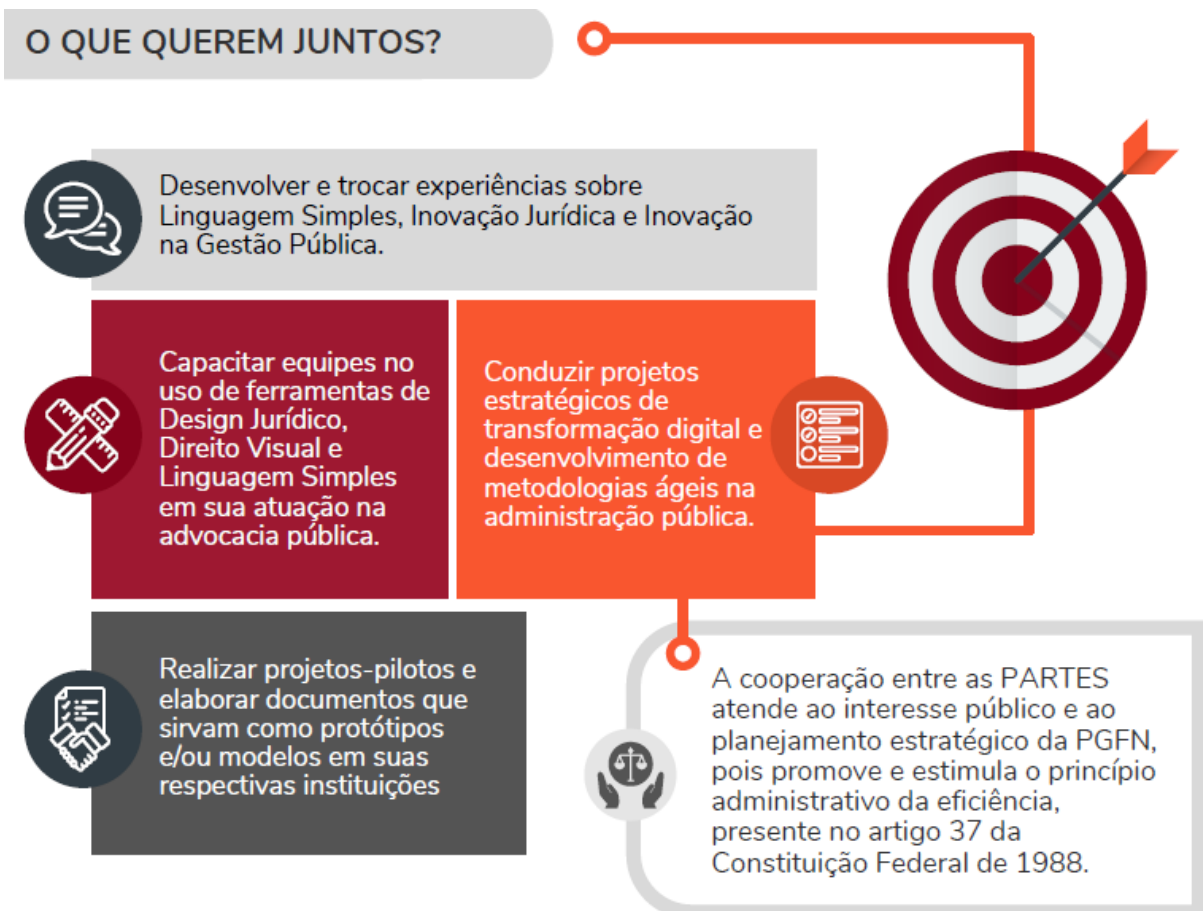 O QUE QUEREM JUNTOS?
Desenvolver e trocar experiências sobre
Linguagem Simples, Inovação Jurídica e Inovação
na Gestão Pública.
Capacitar equipes no
uso de ferramentas de
Design Jurídico,
Direito Visual e
Linguagem Simples
em sua atuação na
advocacia pública.
Conduzir projetos
estratégicos de
transformação digital e
desenvolvimento de
metodologias ágeis na
administração pública.
Realizar projetos-pilotos e
elaborar documentos que
sirvam como protótipos
e/ou modelos em suas
respectivas instituições
A cooperação entre as PARTES
atende ao interesse público e ao
planejamento estratégico da PGFN,
pois promove e estimula o princípio
administrativo da eficiência,
presente no artigo 37 da
Constituição Federal de 1988.